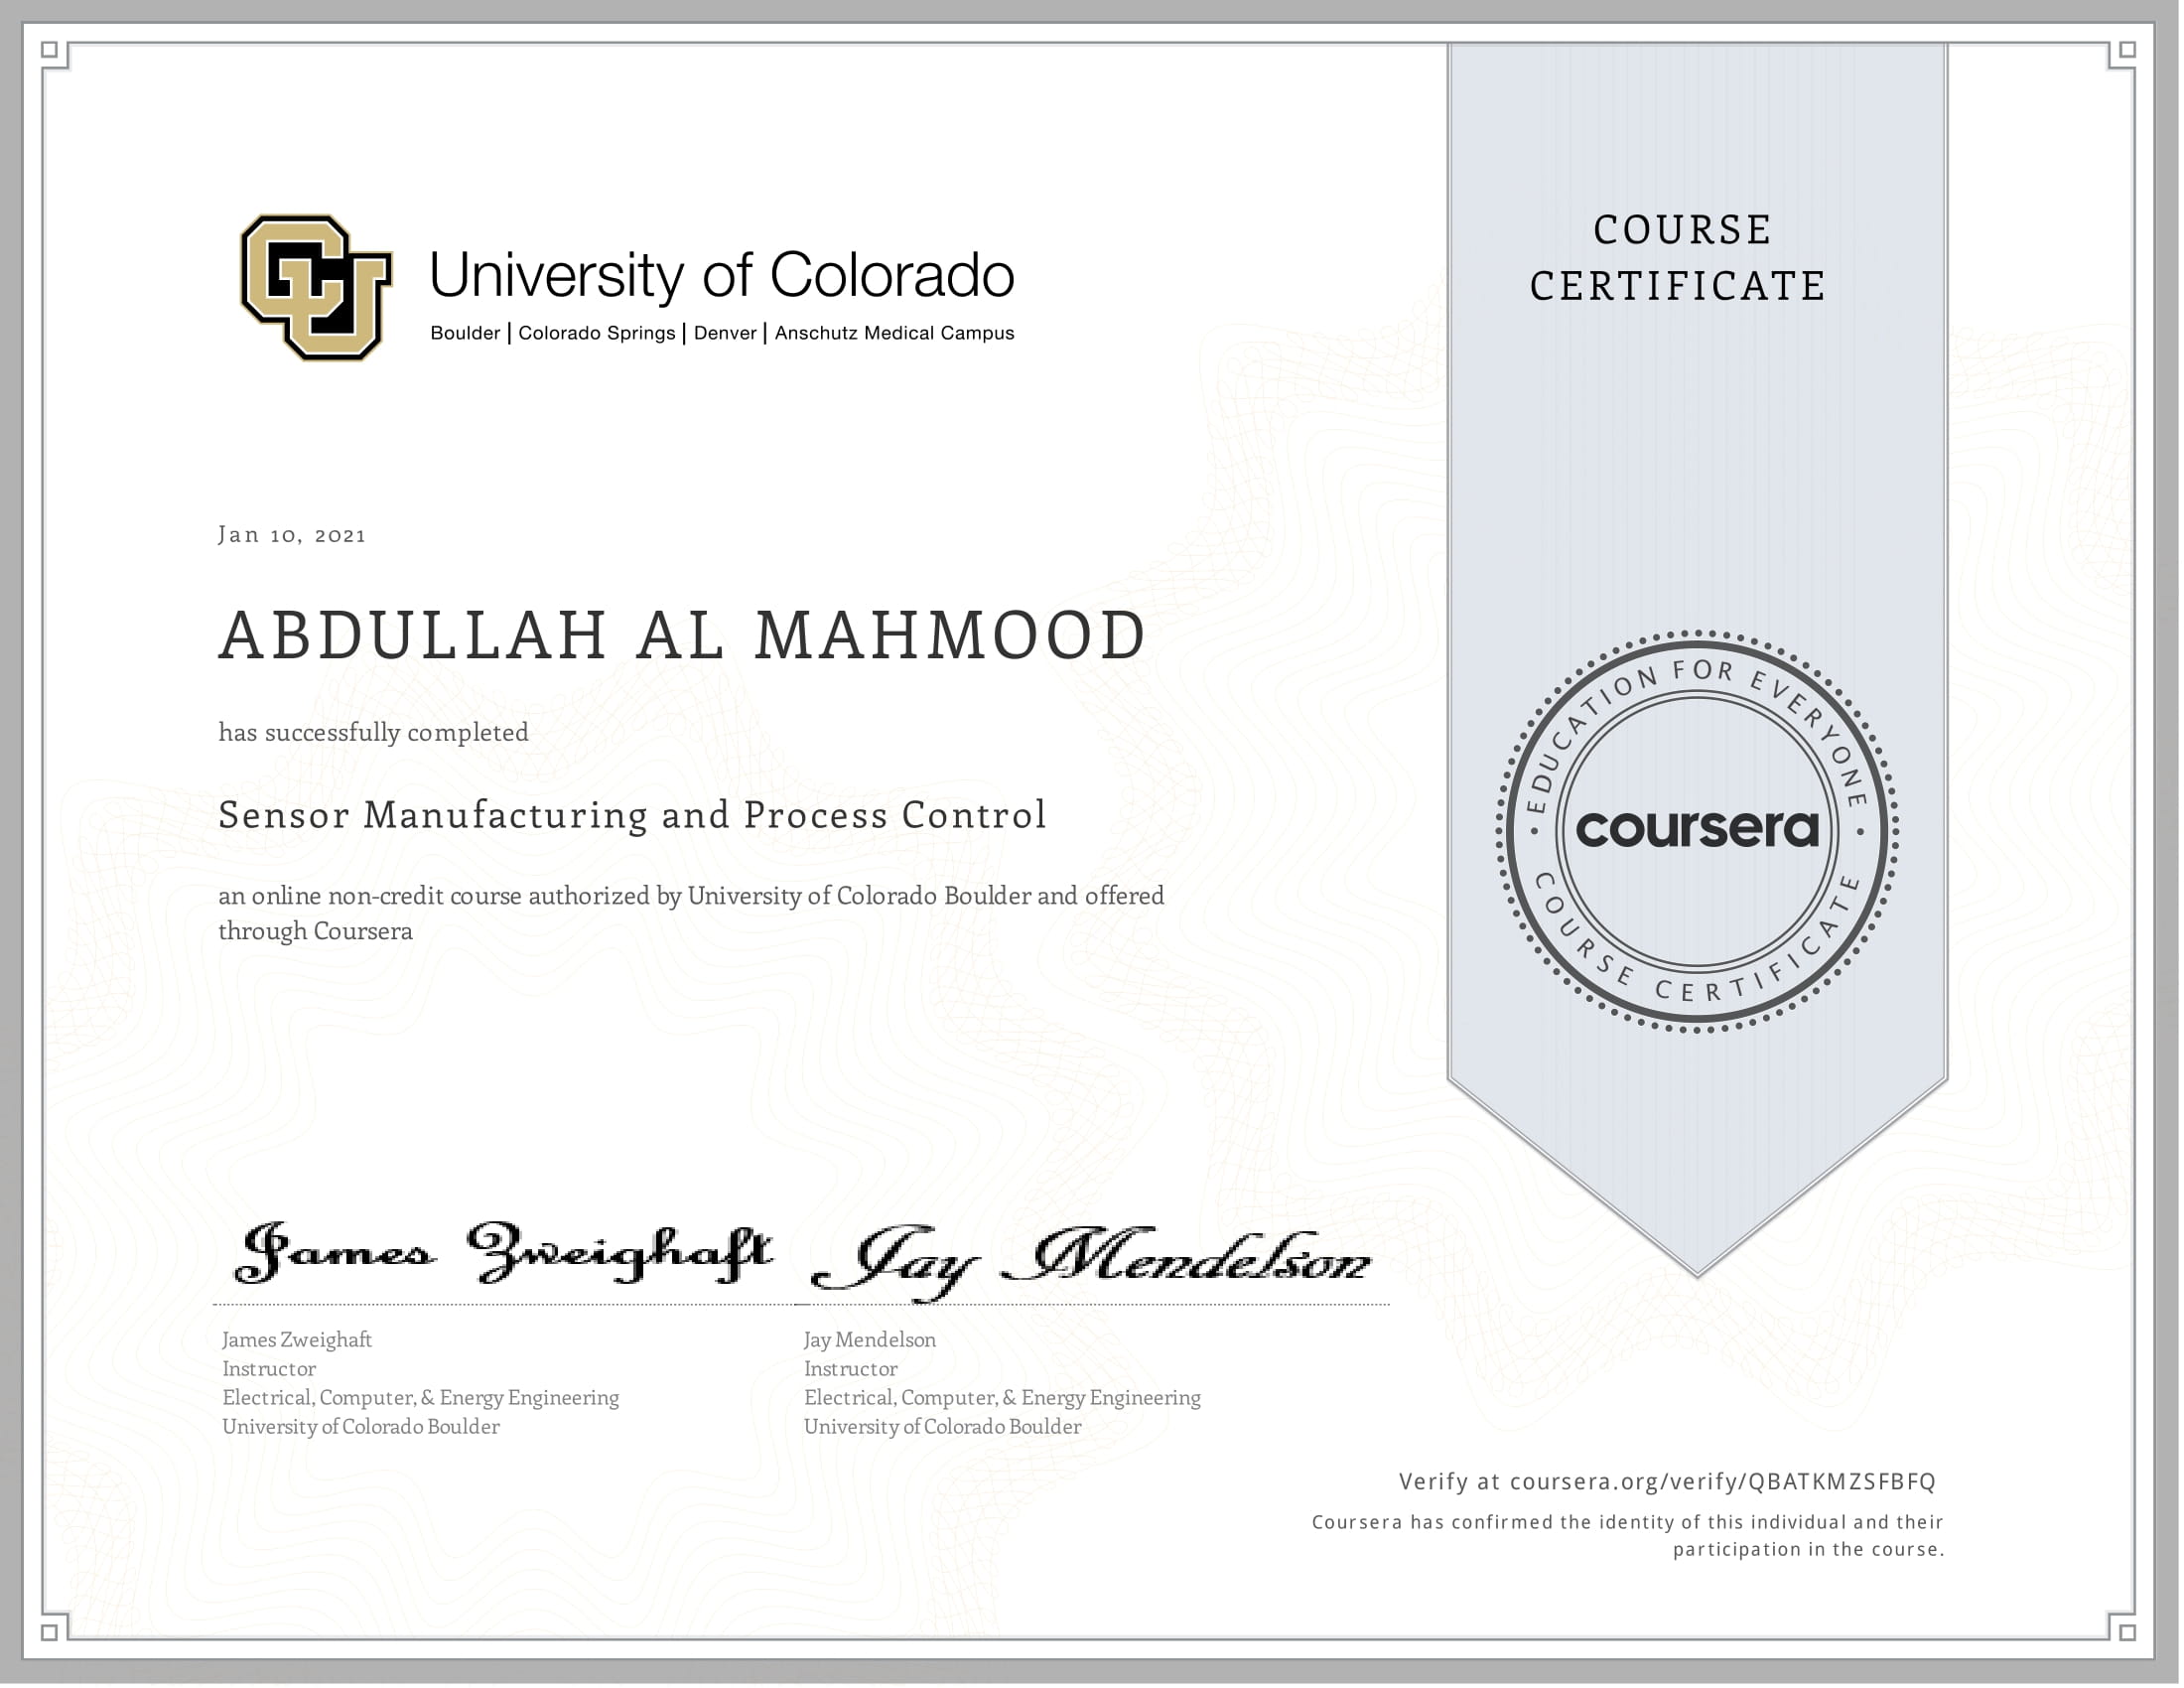 University of Colorado
Boulder | Colorado Springs | Denver | Anschutz Medical Campus
COURSE
CERTIFICATE
Jan 10, 2021
ABDULLAH AL MAHMOOD
has successfully completed
Sensor Manufacturing and Process Control
an online non-credit course authorized by University of Colorado Boulder and offered
through Coursera
EDUCATION FOR EVERYONE
coursera
COURSE CERTIFICATE
James Zweighaft
Jay Mendelson
James Zweighaft
Instructor
Electrical, Computer, & Energy Engineering
University of Colorado Boulder
Jay Mendelson
Instructor
Electrical, Computer, & Energy Engineering
University of Colorado Boulder
Verify at coursera.org/verify/QBATKMZSFBFQ
Coursera has confirmed the identity of this individual and their
participation in the course.